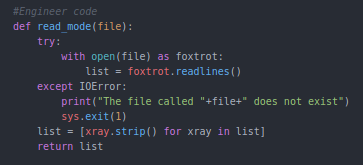 #Engineer code
def read_mode(file):
    try:
        with open(file) as foxtrot:
            list = foxtrot.readlines()
    except IOError:
        print("The file called "+file+" does not exist")
        sys.exit(1)
    list = [xray.strip() for xray in list]
    return list